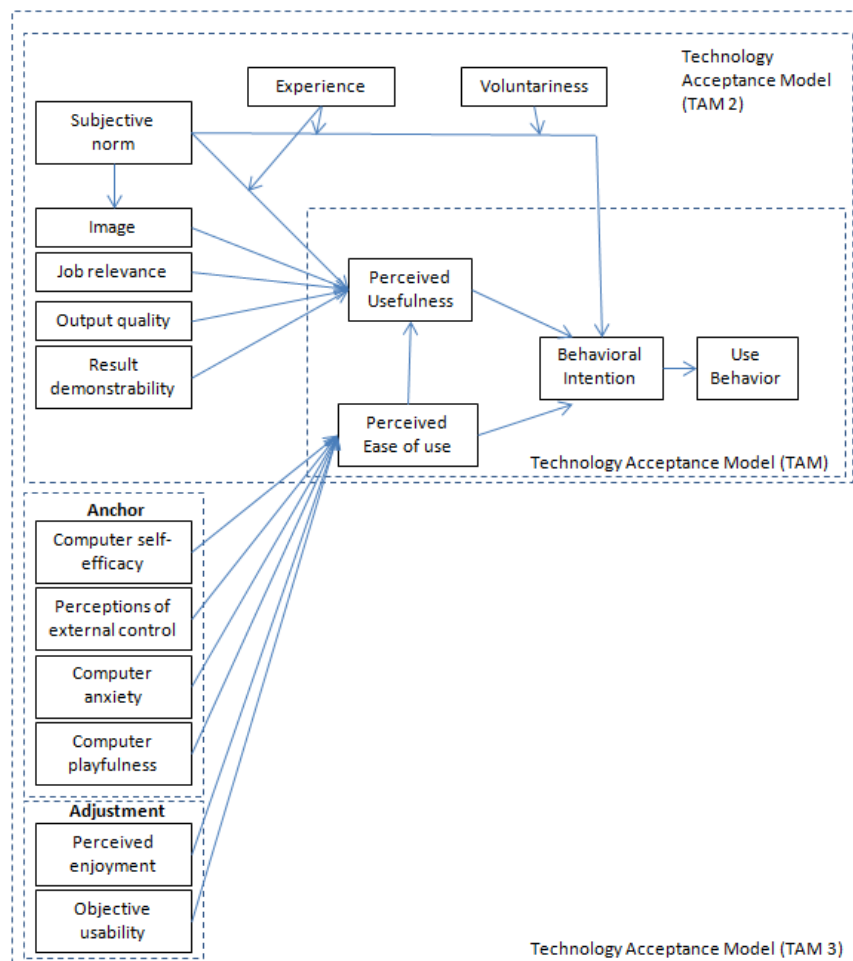 Technology
Acceptance Model
(TAM 2)
Experience
Voluntariness
Subjective
norm
Image
Job relevance
Output quality
Result
demonstrability
Perceived
Usefulness
Behavioral
Intention
Use
Behavior
Perceived
Ease of use
Technology Acceptance Model (TAM)
Anchor
Computer self-
efficacy
Perceptions of
external control
Computer
anxiety
Computer
playfulness
Adjustment
Perceived
enjoyment
Objective
usability
Technology Acceptance Model (TAM 3)